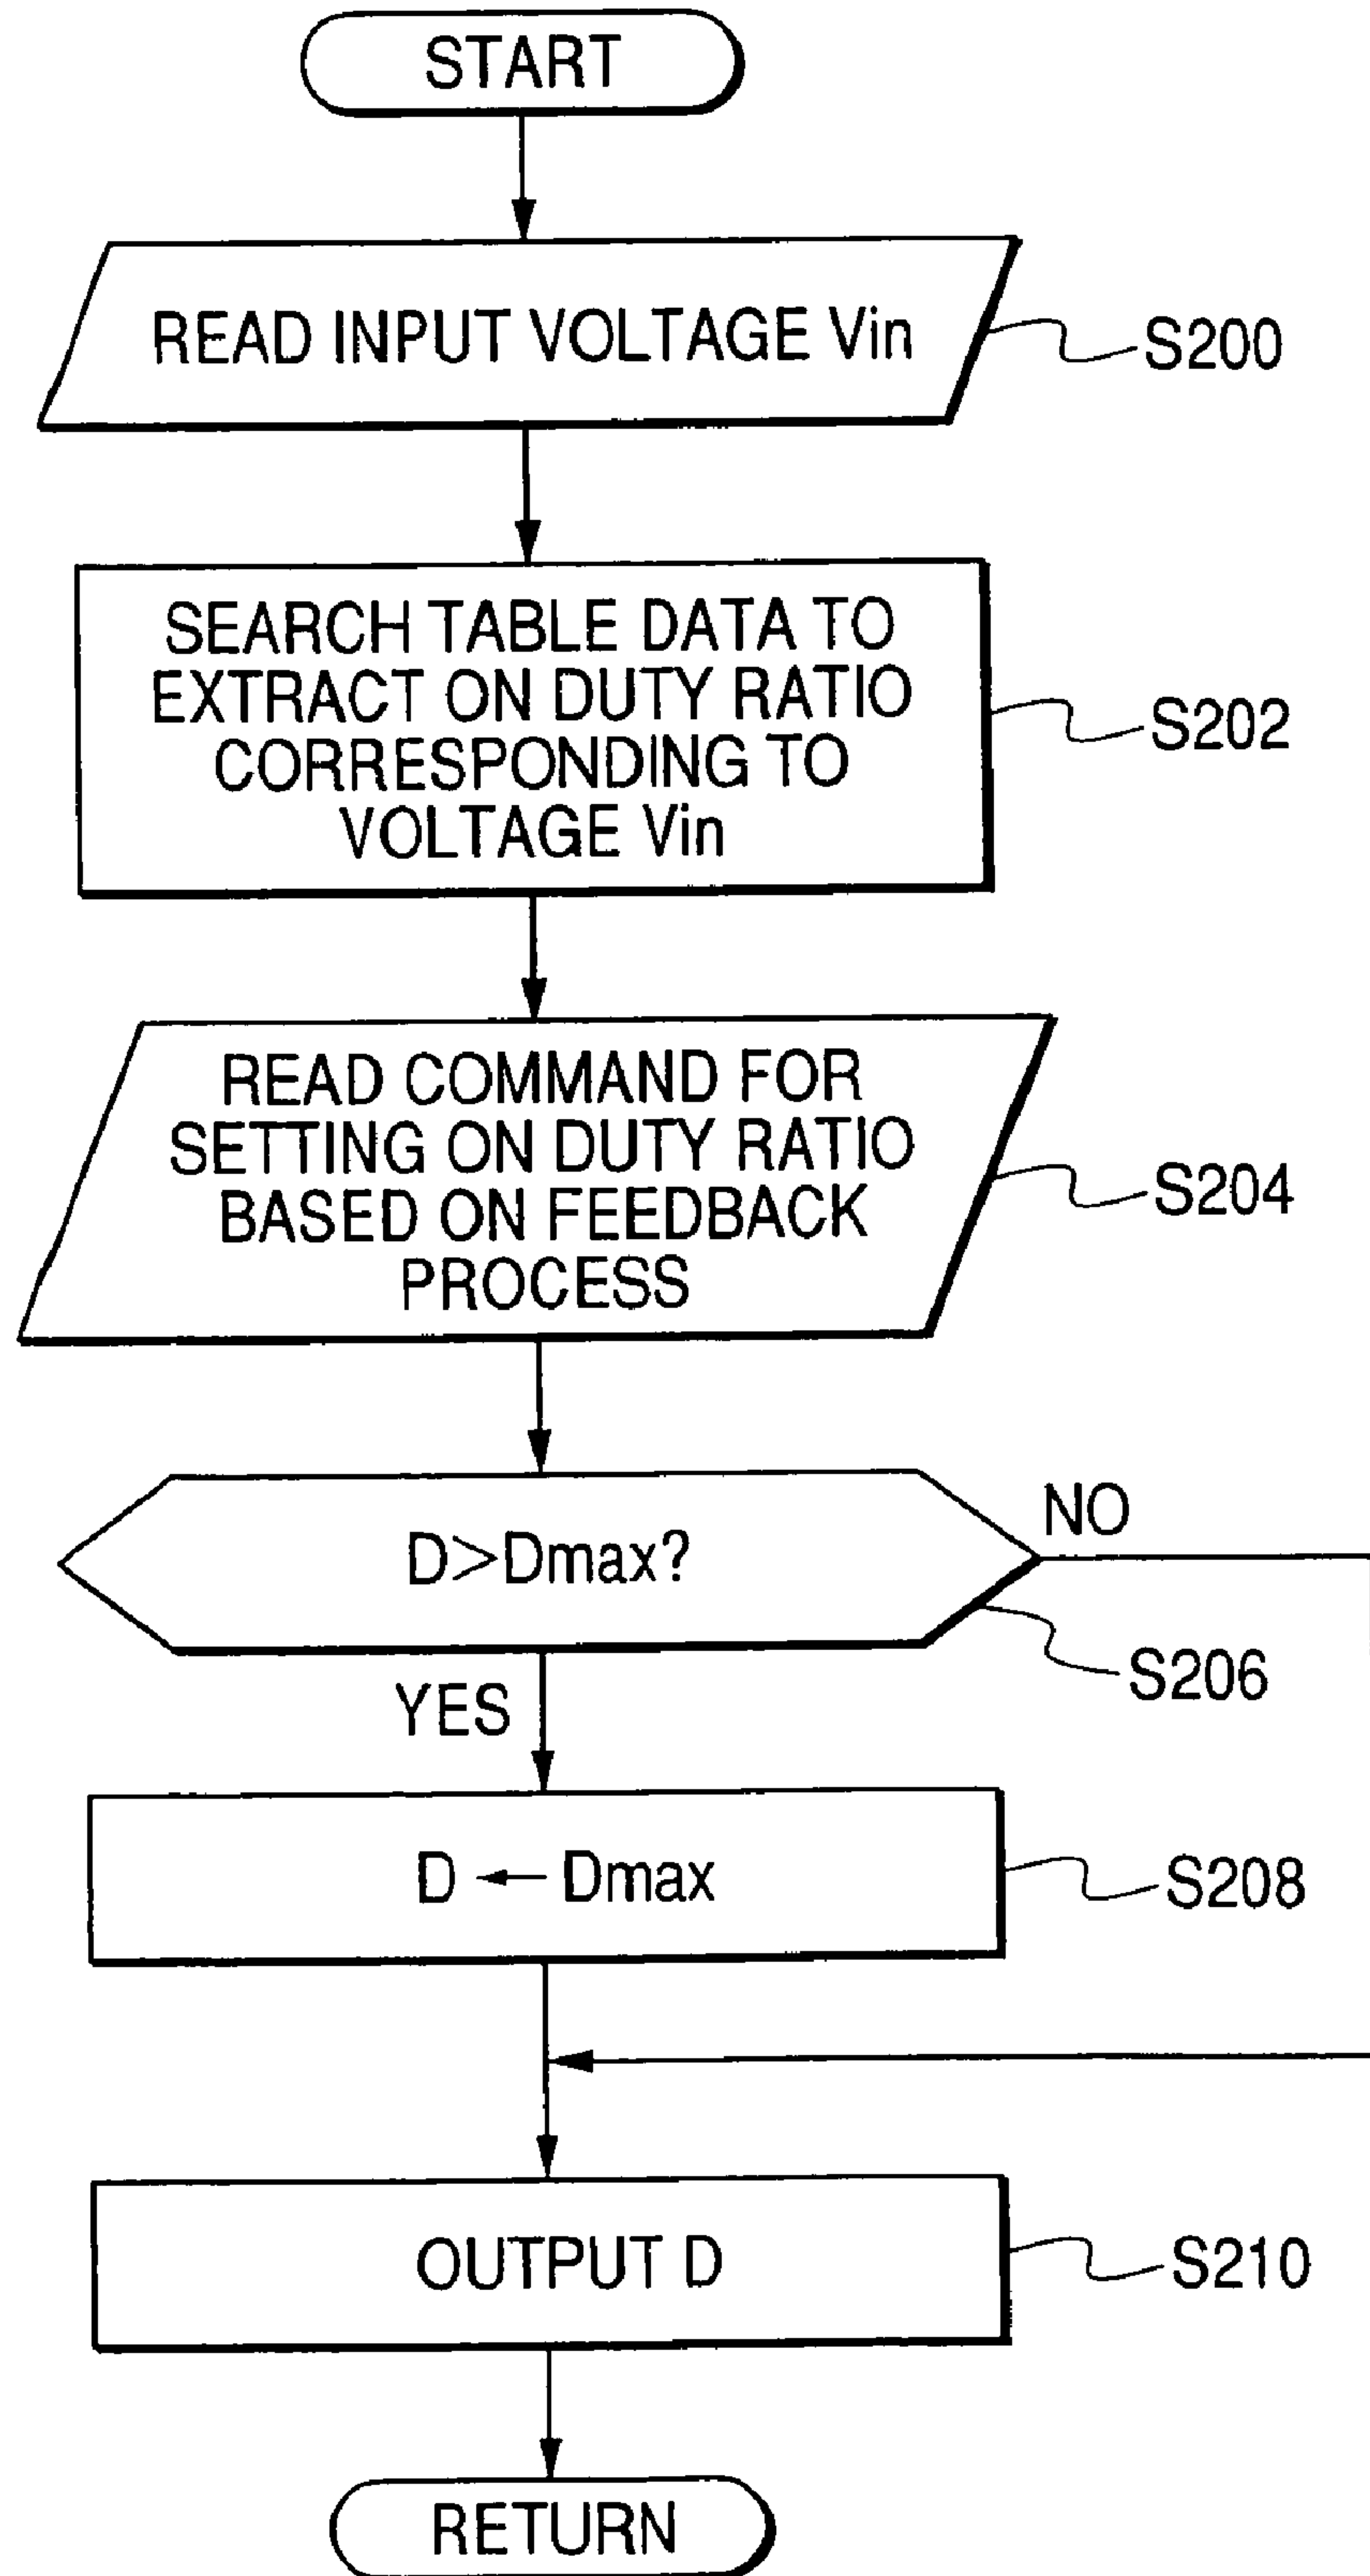 START
READ INPUT VOLTAGE Vin
S200
SEARCH TABLE DATA TO
EXTRACT ON DUTY RATIO
CORRESPONDING TO
VOLTAGE Vin
S202
READ COMMAND FOR
SETTING ON DUTY RATIO
BASED ON FEEDBACK
PROCESS
S204
D>Dmax?
NO
S206
YES
D ← Dmax
S208
OUTPUT D
S210
RETURN